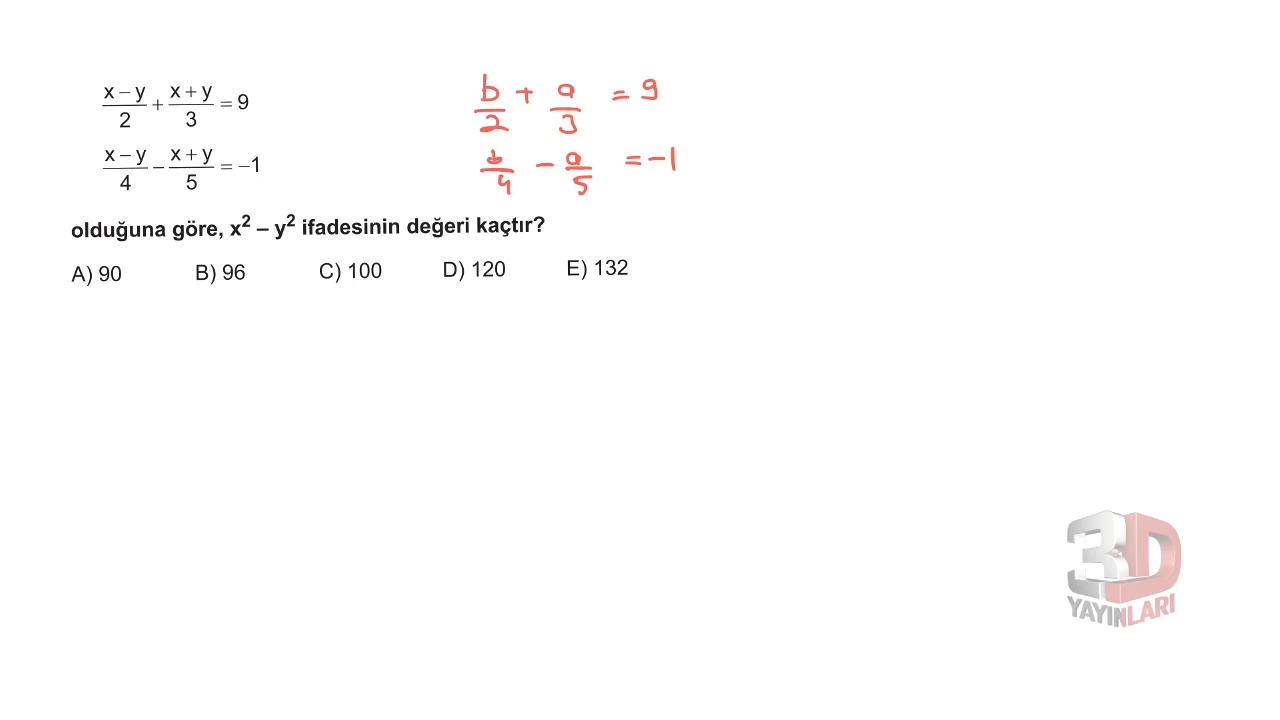 x – y / 2 + x + y / 3 = 9
x – y / 4 – x + y / 5 = –1
olduğuna göre, x² – y² ifadesinin değeri kaçtır?
A) 90 B) 96 C) 100 D) 120 E) 132
b / 2 + a / 3 = 9
b / 4 – a / 5 = –1
3D
YAYINLARI